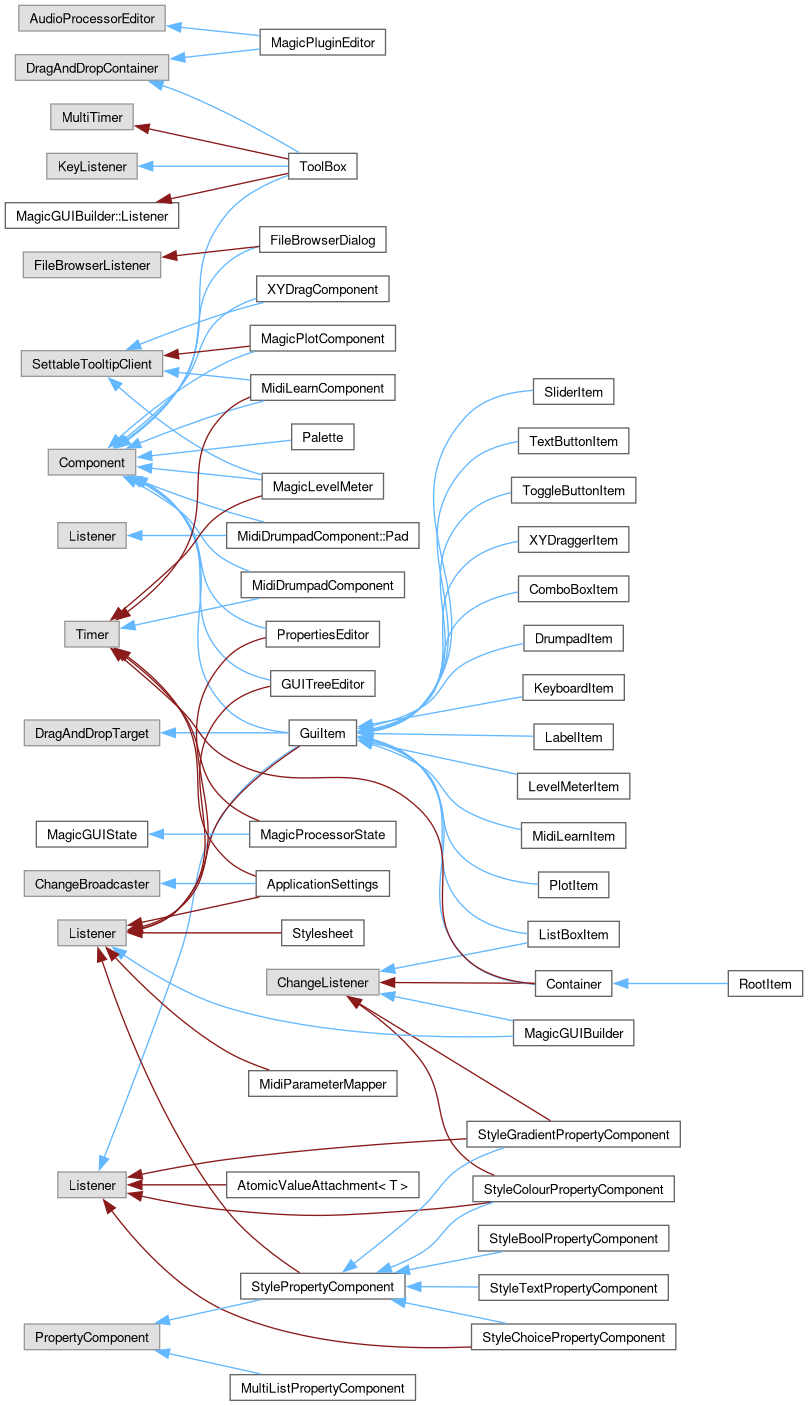 AudioProcessorEditor
MagicPluginEditor
DragAndDropContainer
MultiTimer
KeyListener
ToolBox
MagicGUIBuilder::Listener
FileBrowserDialog
FileBrowserListener
XYDragComponent
MagicPlotComponent
SettableTooltipClient
MidiLearnComponent
SliderItem
Palette
TextButtonItem
Component
MagicLevelMeter
ToggleButtonItem
Listener
MidiDrumpadComponent::Pad
XYDraggerItem
MidiDrumpadComponent
ComboBoxItem
Timer
PropertiesEditor
DrumpadItem
GUITreeEditor
KeyboardItem
DragAndDropTarget
GuiItem
LabelItem
LevelMeterItem
MagicGUIState
MagicProcessorState
MidiLearnItem
ChangeBroadcaster
ApplicationSettings
PlotItem
Listener
Stylesheet
ListBoxItem
ChangeListener
Container
RootItem
MagicGUIBuilder
MidiParameterMapper
StyleGradientPropertyComponent
Listener
AtomicValueAttachment< T >
StyleColourPropertyComponent
StyleBoolPropertyComponent
StylePropertyComponent
StyleTextPropertyComponent
PropertyComponent
StyleChoicePropertyComponent
MultiListPropertyComponent